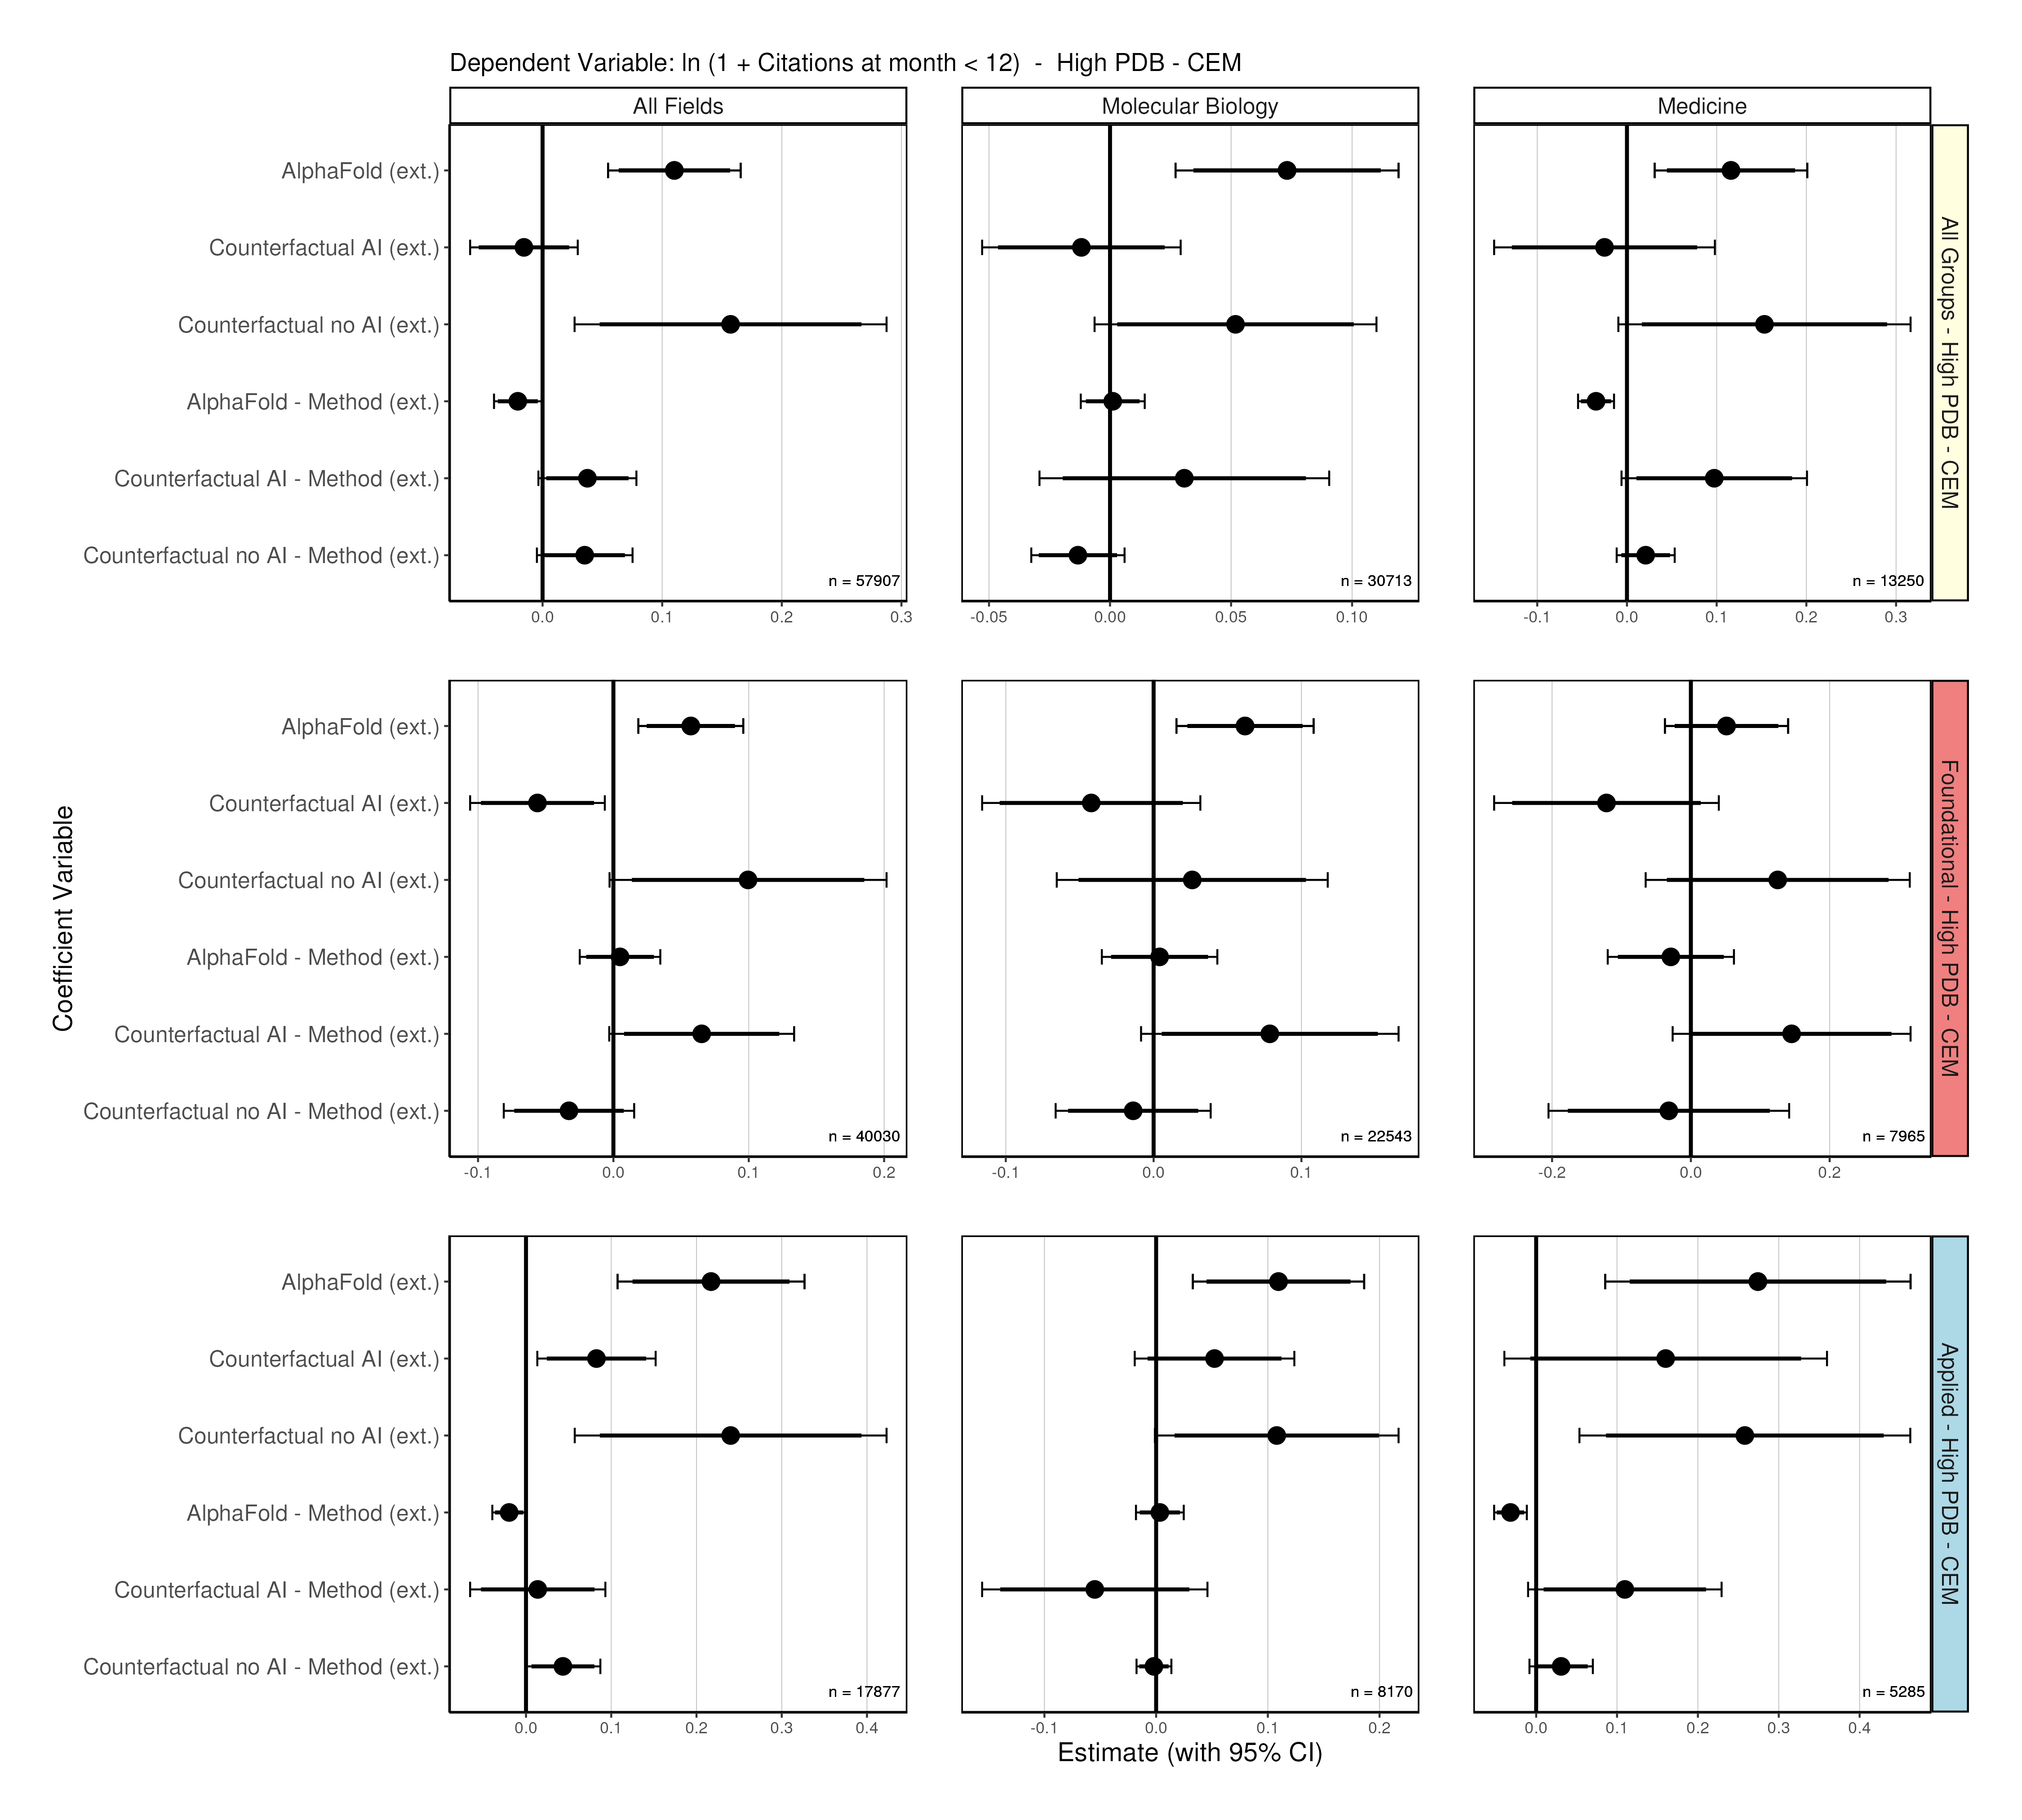 Dependent Variable: ln (1 + Citations at month < 12)  -  High PDB - CEM
All Fields
Molecular Biology
Medicine
AlphaFold (ext.)
Counterfactual AI (ext.)
Counterfactual no AI (ext.)
AlphaFold - Method (ext.)
Counterfactual AI - Method (ext.)
Counterfactual no AI - Method (ext.)
n = 57907
n = 30713
n = 13250
All Groups - High PDB - CEM
0.0 0.1 0.2 0.3
-0.05 0.00 0.05 0.10
-0.1 0.0 0.1 0.2 0.3
Coefficient Variable
AlphaFold (ext.)
Counterfactual AI (ext.)
Counterfactual no AI (ext.)
AlphaFold - Method (ext.)
Counterfactual AI - Method (ext.)
Counterfactual no AI - Method (ext.)
n = 40030
n = 22543
n = 7965
Foundational - High PDB - CEM
-0.1 0.0 0.1 0.2
-0.1 0.0 0.1
-0.2 0.0 0.2
AlphaFold (ext.)
Counterfactual AI (ext.)
Counterfactual no AI (ext.)
AlphaFold - Method (ext.)
Counterfactual AI - Method (ext.)
Counterfactual no AI - Method (ext.)
n = 17877
n = 8170
n = 5285
Applied - High PDB - CEM
0.0 0.1 0.2 0.3 0.4
-0.1 0.0 0.1 0.2
0.0 0.1 0.2 0.3 0.4
Estimate (with 95% CI)